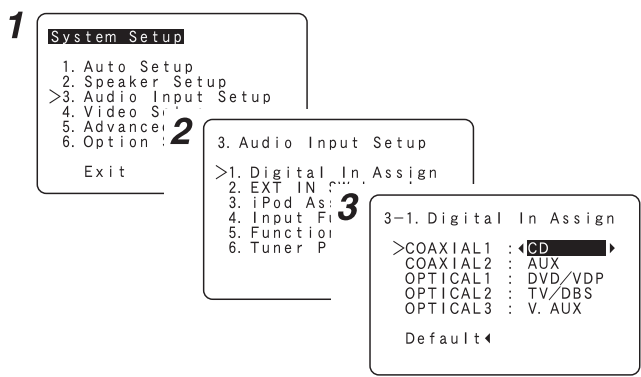 1
System Setup
1. Auto Setup
2. Speaker Setup
>3. Audio Input Setup
4. Video
5. Advanced
6. Option
Exit
2
3. Audio Input Setup
>1. Digital In Assign
2. EXT IN
3. iPod
4. Input
5. Function
6. Tuner P
3
3-1. Digital In Assign
>COAXIAL1 :◀CD ▶
COAXIAL2 : AUX
OPTICAL1 : DVD/VDP
OPTICAL2 : TV/DBS
OPTICAL3 : V. AUX
Default◀